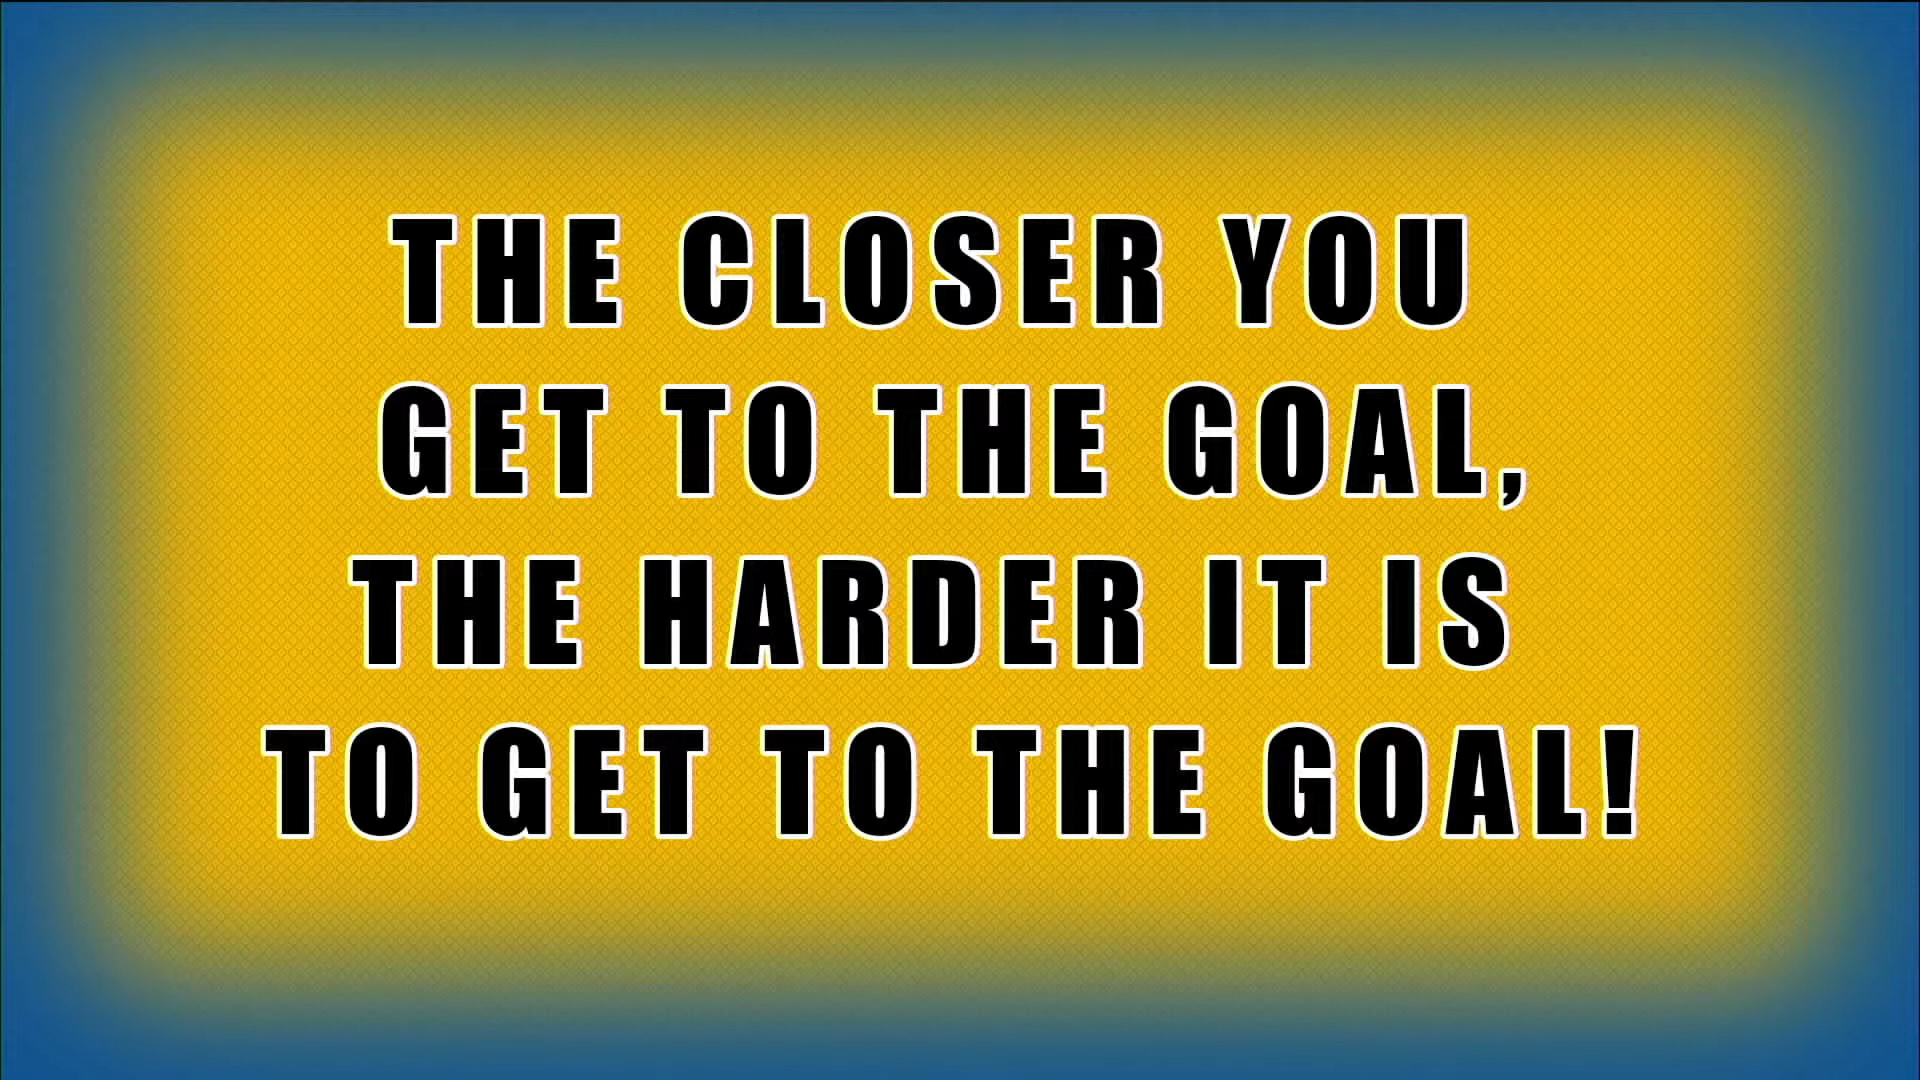 THE CLOSER YOU
GET TO THE GOAL,
THE HARDER IT IS
TO GET TO THE GOAL!